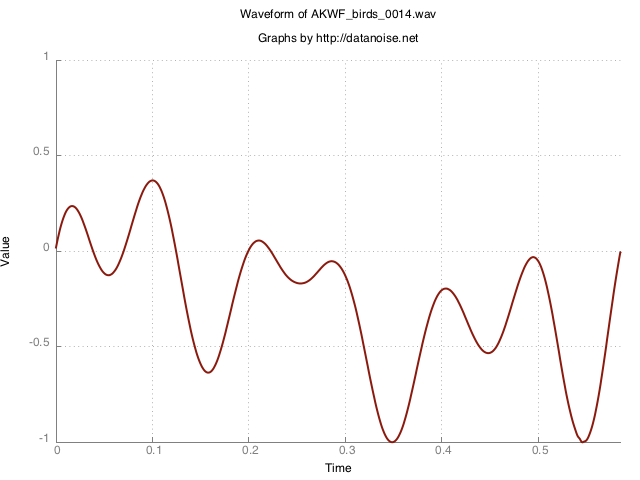 Waveform of AKWF_birds_0014.wav
Graphs by http://datanoise.net
1
0.5
0
-0.5
-1
Value
0 0.1 0.2 0.3 0.4 0.5
Time